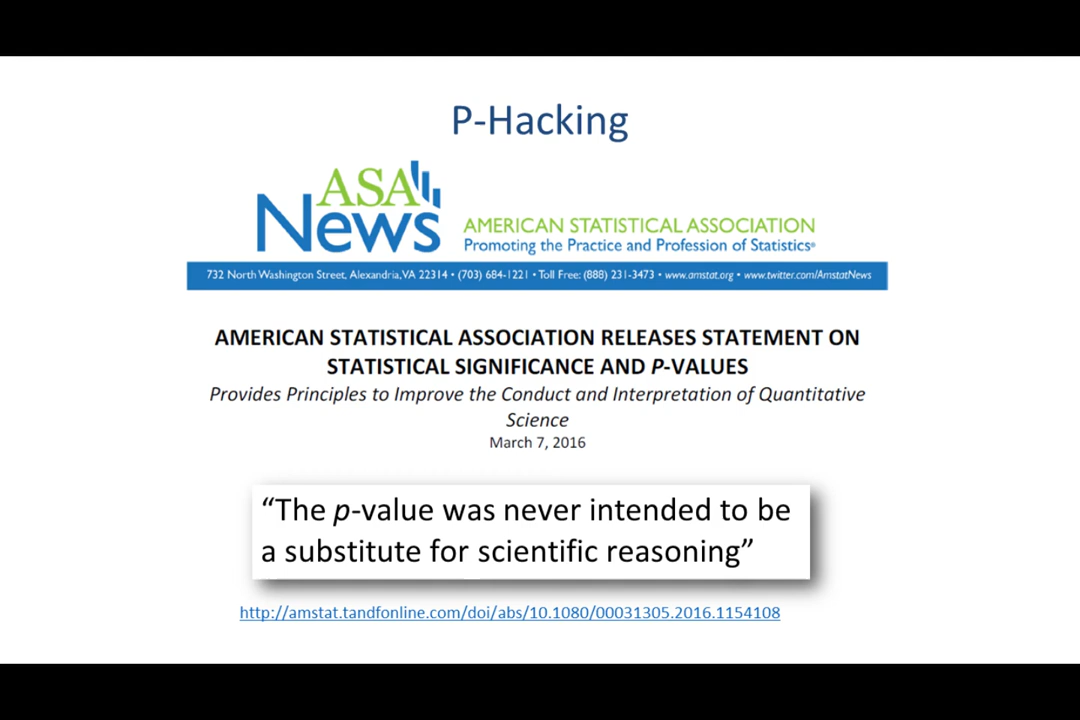 P-Hacking
ASA
News
AMERICAN STATISTICAL ASSOCIATION
Promoting the Practice and Profession of Statistics®
732 North Washington Street, Alexandria, VA 22314 • (703) 684-1221 • Toll Free: (888) 231-3473 • www.amstat.org • www.twitter.com/AmstatNews
AMERICAN STATISTICAL ASSOCIATION RELEASES STATEMENT ON
STATISTICAL SIGNIFICANCE AND P-VALUES
Provides Principles to Improve the Conduct and Interpretation of Quantitative
Science
March 7, 2016
“The p-value was never intended to be
a substitute for scientific reasoning”
http://amstat.tandfonline.com/doi/abs/10.1080/00031305.2016.1154108